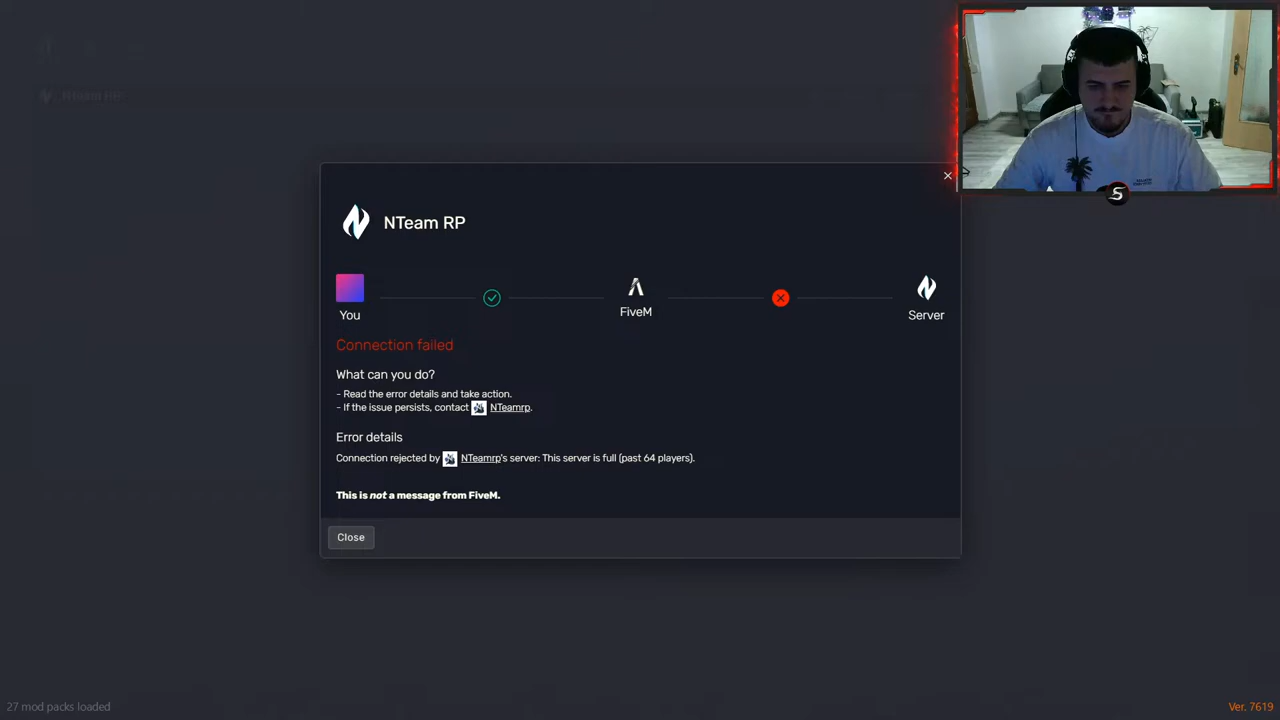 NTeam RP
NTeam RP
You
FiveM
Server
Connection failed
What can you do?
- Read the error details and take action.
- If the issue persists, contact NTeamrp.
Error details
Connection rejected by NTeamrp's server: This server is full (past 64 players).
This is not a message from FiveM.
Close
27 mod packs loaded
Ver. 7619